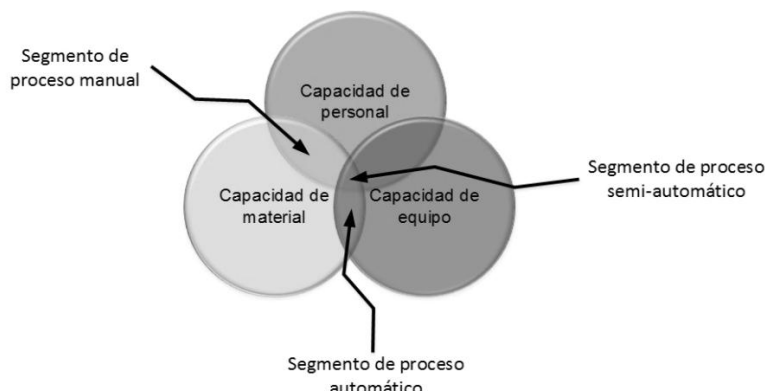 Segmento de
proceso manual
Capacidad de
personal
Capacidad de
material
Capacidad de
equipo
Segmento de proceso
semi-automático
Segmento de proceso
automático